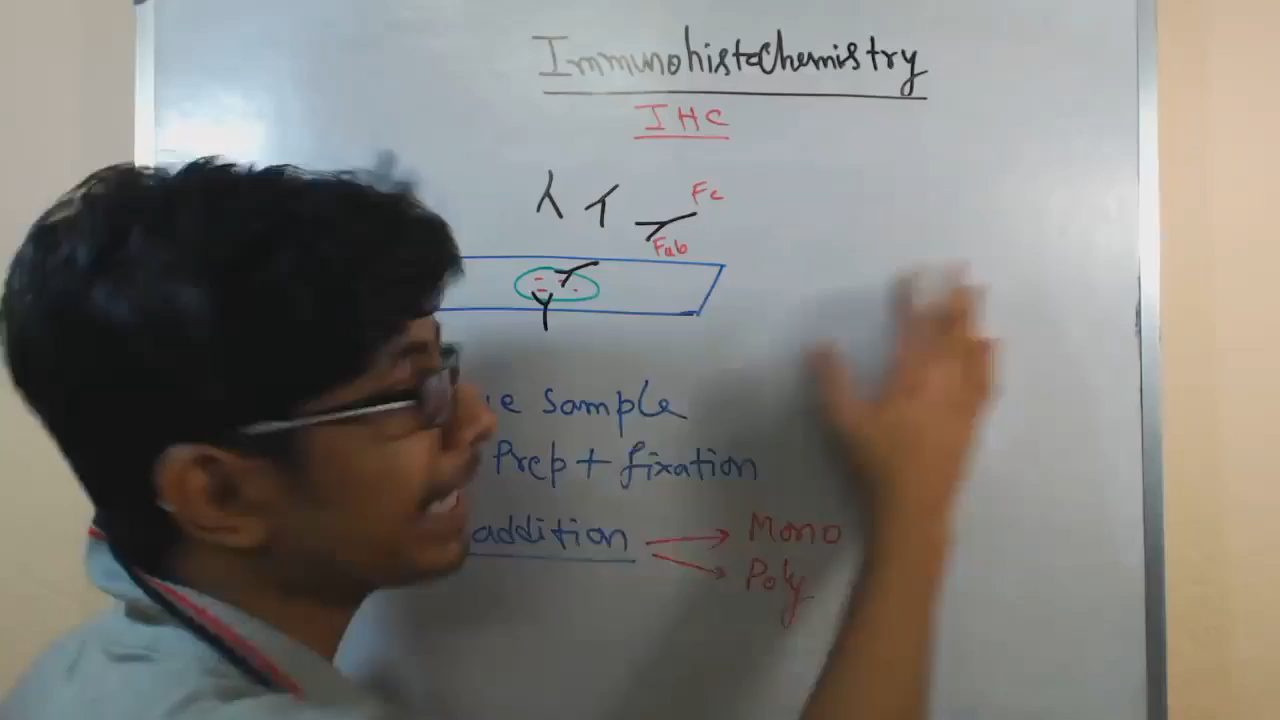 Immunohistochemistry
IHC
Fc
Fab
sample
Prep + fixation
addition
Mono
Poly